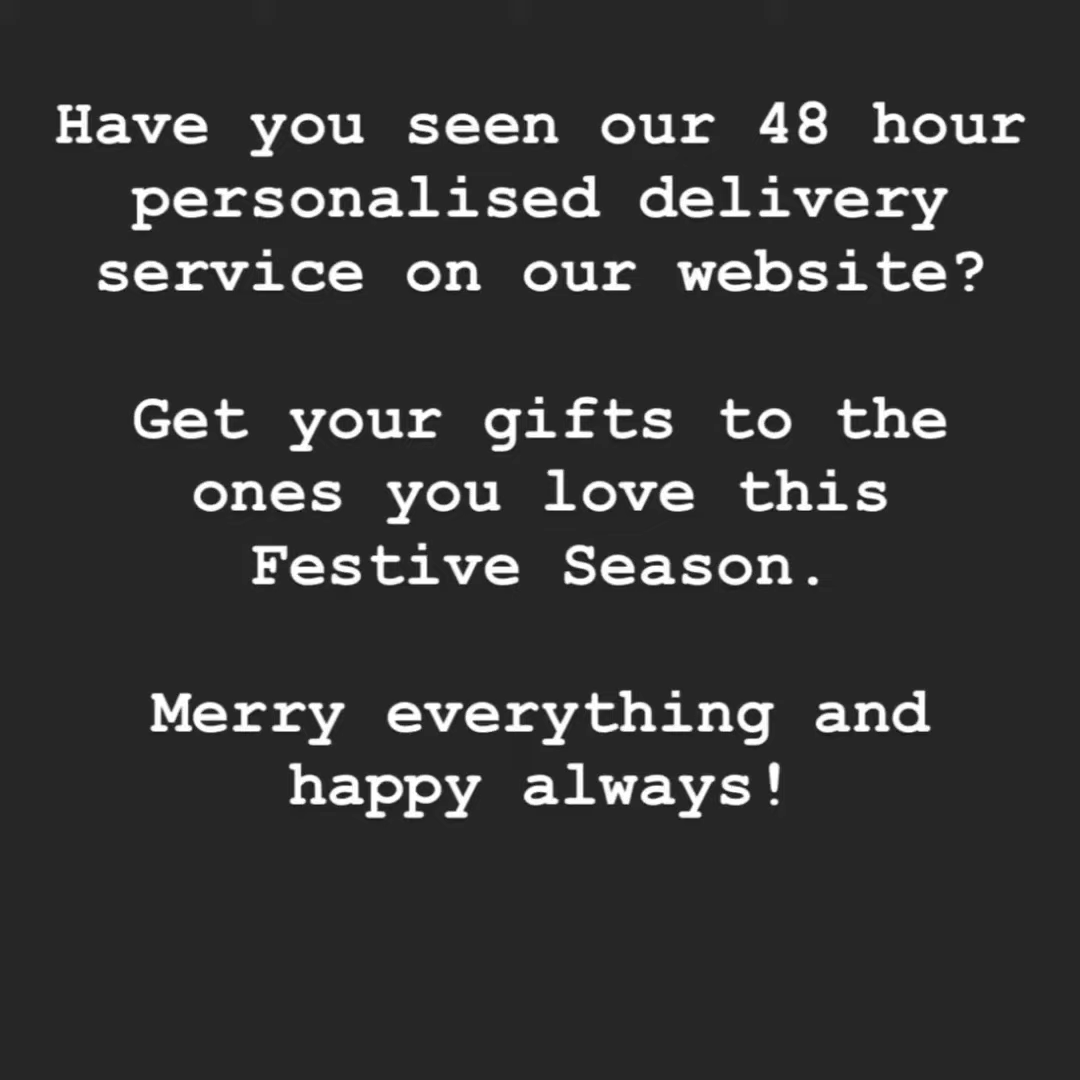 Have you seen our 48 hour
personalised delivery
service on our website?
Get your gifts to the
ones you love this
Festive Season.
Merry everything and
happy always!